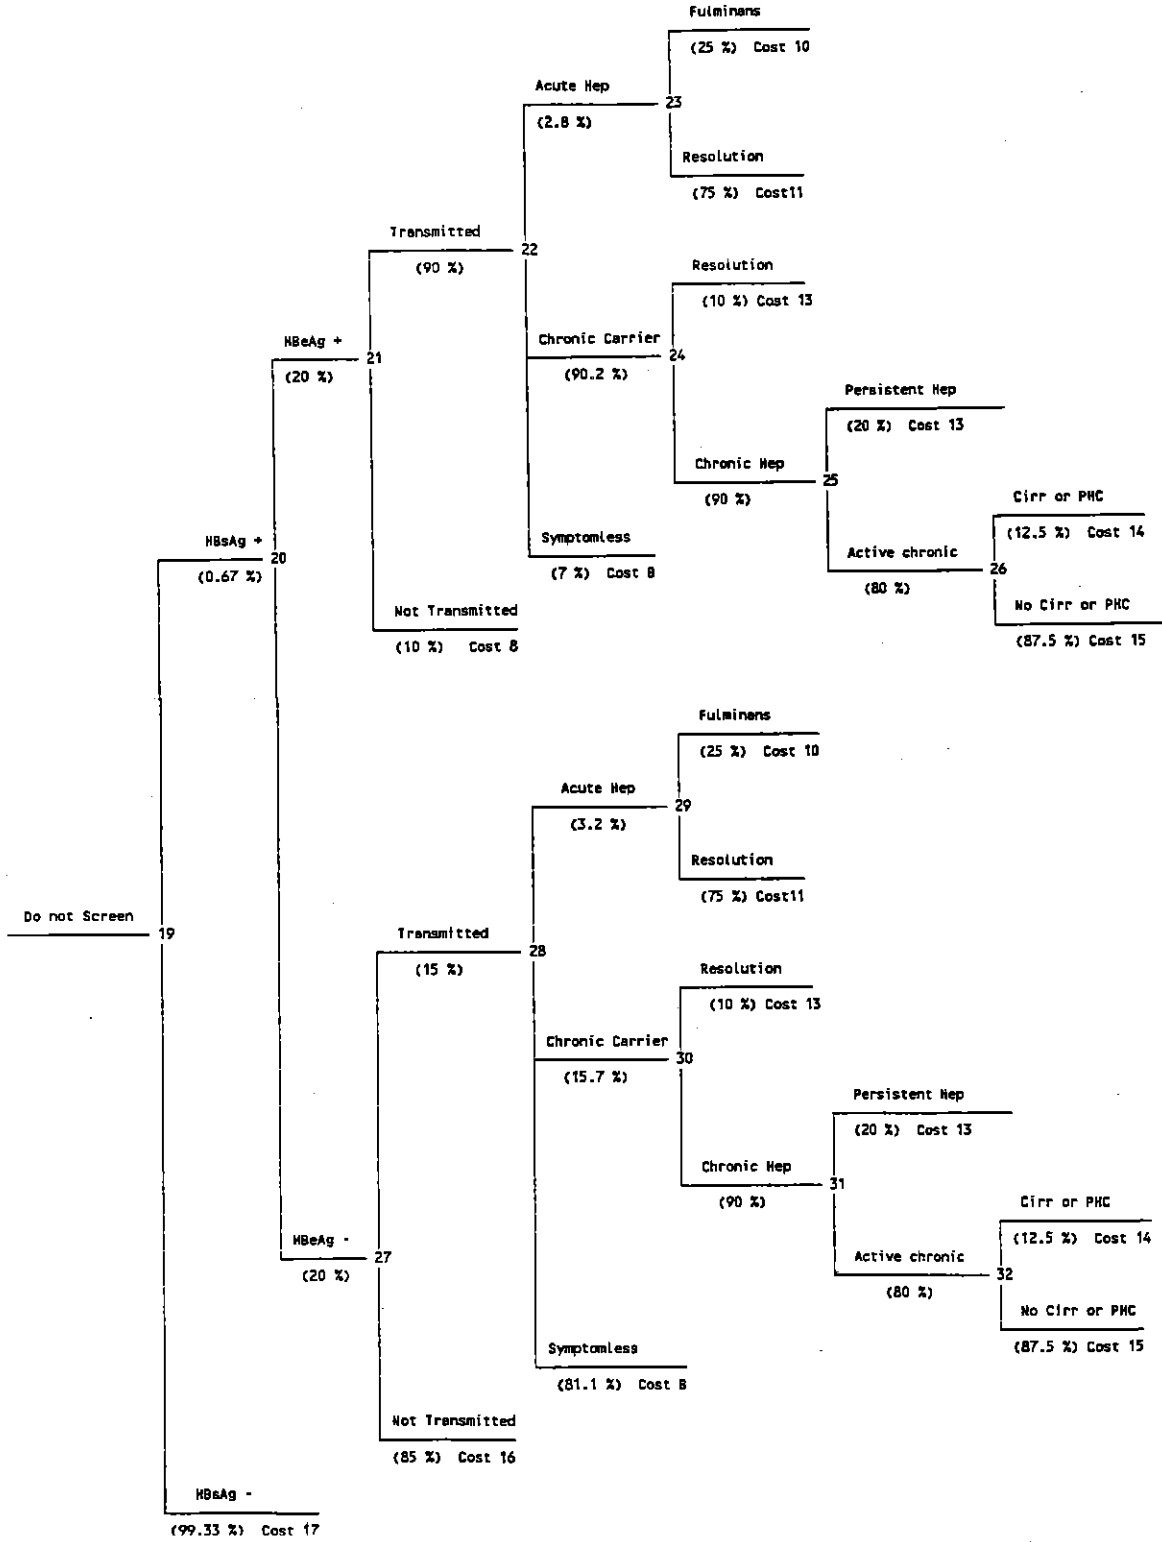 Fulminans
(25 %) Cost 10
Acute Hep
23
(2.8 %)
Resolution
(75 %) Cost11
Transmitted
22
(90 %)
Resolution
(10 %) Cost 13
HBeAg +
21
Chronic Carrier
24
(20 %)
(90.2 %)
Persistent Hep
(20 %) Cost 13
Chronic Hep
25
(90 %)
Cirr or PHC
(12.5 %) Cost 14
HBsAg +
20
Symptomless
Active chronic
26
(0.67 %)
(7 %) Cost 8
(80 %)
Not Transmitted
No Cirr or PHC
(10 %) Cost 8
(87.5 %) Cost 15
Fulminans
(25 %) Cost 10
Acute Hep
29
(3.2 %)
Resolution
(75 %) Cost11
Do not Screen
19
Transmitted
28
(15 %)
Resolution
(10 %) Cost 13
Chronic Carrier
30
(15.7 %)
Persistent Hep
(20 %) Cost 13
Chronic Hep
31
(90 %)
Cirr or PHC
(12.5 %) Cost 14
HBeAg -
27
Active chronic
32
(20 %)
(80 %)
No Cirr or PHC
Symptomless
(87.5 %) Cost 15
(81.1 %) Cost 8
Not Transmitted
(85 %) Cost 16
HBsAg -
(99.33 %) Cost 17